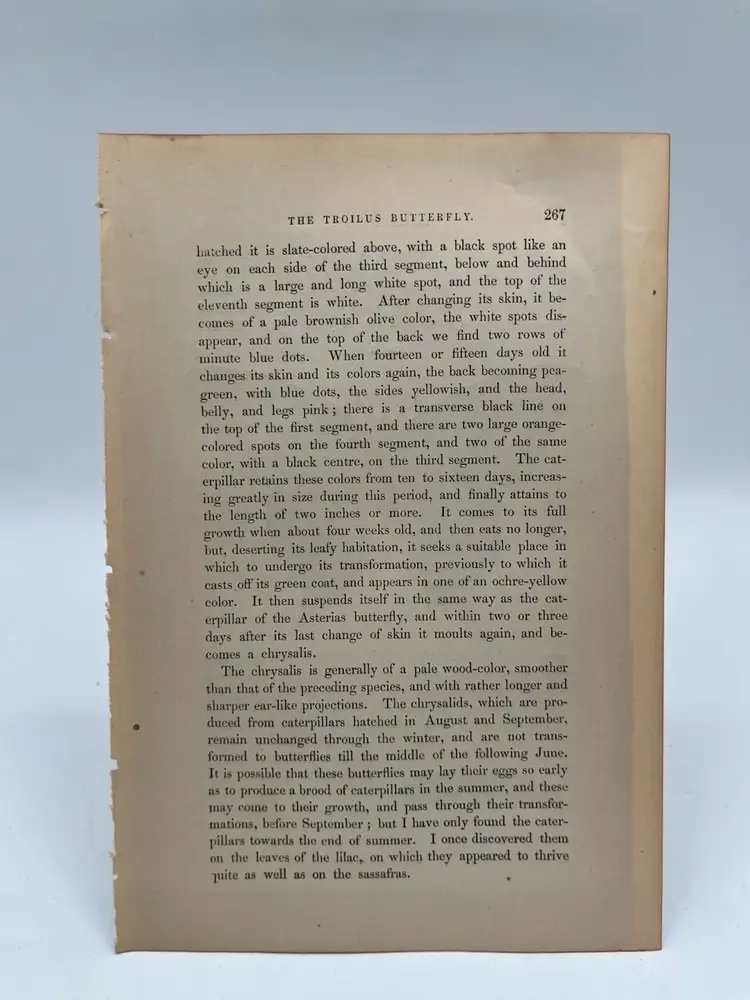 THE TROILUS BUTTERFLY. 267
hatched it is slate-colored above, with a black spot like an
eye on each side of the third segment, below and behind
which is a large and long white spot, and the top of the
eleventh segment is white. After changing its skin, it be-
comes of a pale brownish olive color, the white spots dis-
appear, and on the top of the back we find two rows of
minute blue dots. When fourteen or fifteen days old it
changes its skin and its colors again, the back becoming pea-
green, with blue dots, the sides yellowish, and the head,
belly, and legs pink; there is a transverse black line on
the top of the first segment, and there are two large orange-
colored spots on the fourth segment, and two of the same
color, with a black centre, on the third segment. The cat-
erpillar retains these colors from ten to sixteen days, increas-
ing greatly in size during this period, and finally attains to
the length of two inches or more. It comes to its full
growth when about four weeks old, and then eats no longer,
but, deserting its leafy habitation, it seeks a suitable place in
which to undergo its transformation, previously to which it
casts off its green coat, and appears in one of an ochre-yellow
color. It then suspends itself in the same way as the cat-
erpillar of the Asterias butterfly, and within two or three
days after its last change of skin it moults again, and be-
comes a chrysalis.
The chrysalis is generally of a pale wood-color, smoother
than that of the preceding species, and with rather longer and
sharper ear-like projections. The chrysalids, which are pro-
duced from caterpillars hatched in August and September,
remain unchanged through the winter, and are not trans-
formed to butterflies till the middle of the following June.
It is possible that these butterflies may lay their eggs so early
as to produce a brood of caterpillars in the summer, and these
may come to their growth, and pass through their transfor-
mations, before September; but I have only found the cater-
pillars towards the end of summer. I once discovered them
on the leaves of the lilac, on which they appeared to thrive
quite as well as on the sassafras.